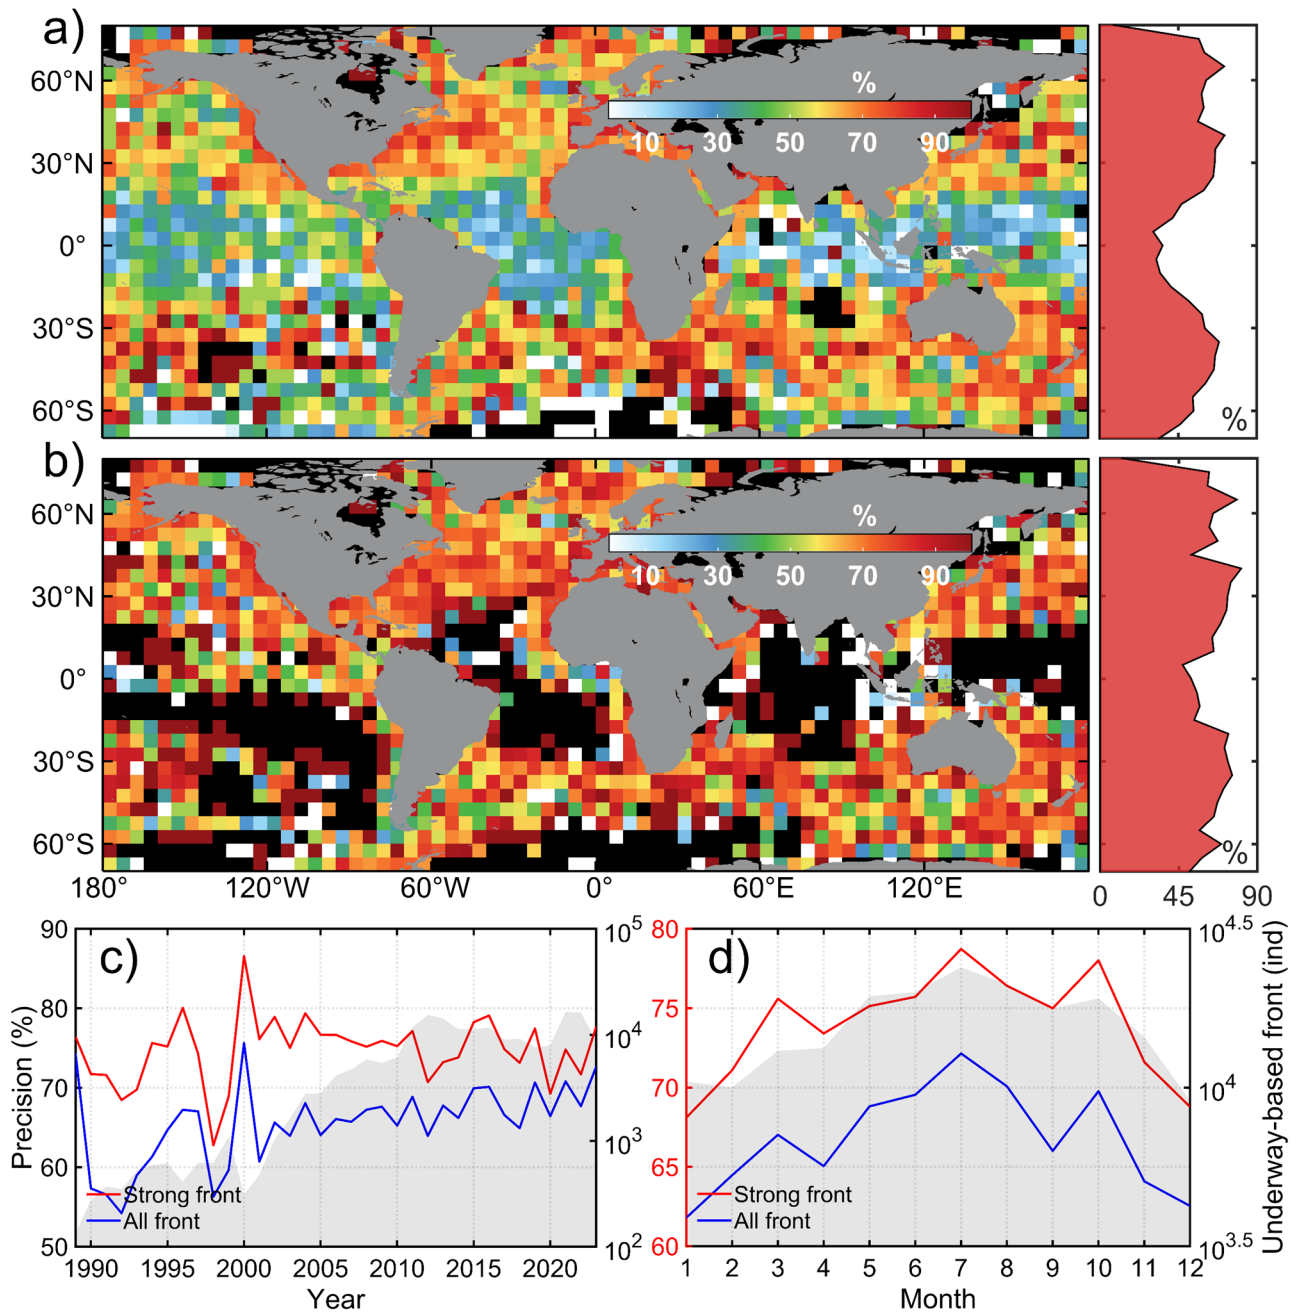 a)
60°N
30°N
0°
30°S
60°S
%
10 30 50 70 90
%
b)
60°N
30°N
0°
30°S
60°S
%
10 30 50 70 90
%
180° 120°W 60°W 0° 60°E 120°E
0 45 90
c)
Precision (%)
90
80
70
60
50
10^5
10^4
10^3
10^2
Strong front
All front
1990 1995 2000 2005 2010 2015 2020
Year
d)
80
75
70
65
60
10^4.5
10^4
10^3.5
Underway-based front (ind)
Strong front
All front
1 2 3 4 5 6 7 8 9 10 11 12
Month